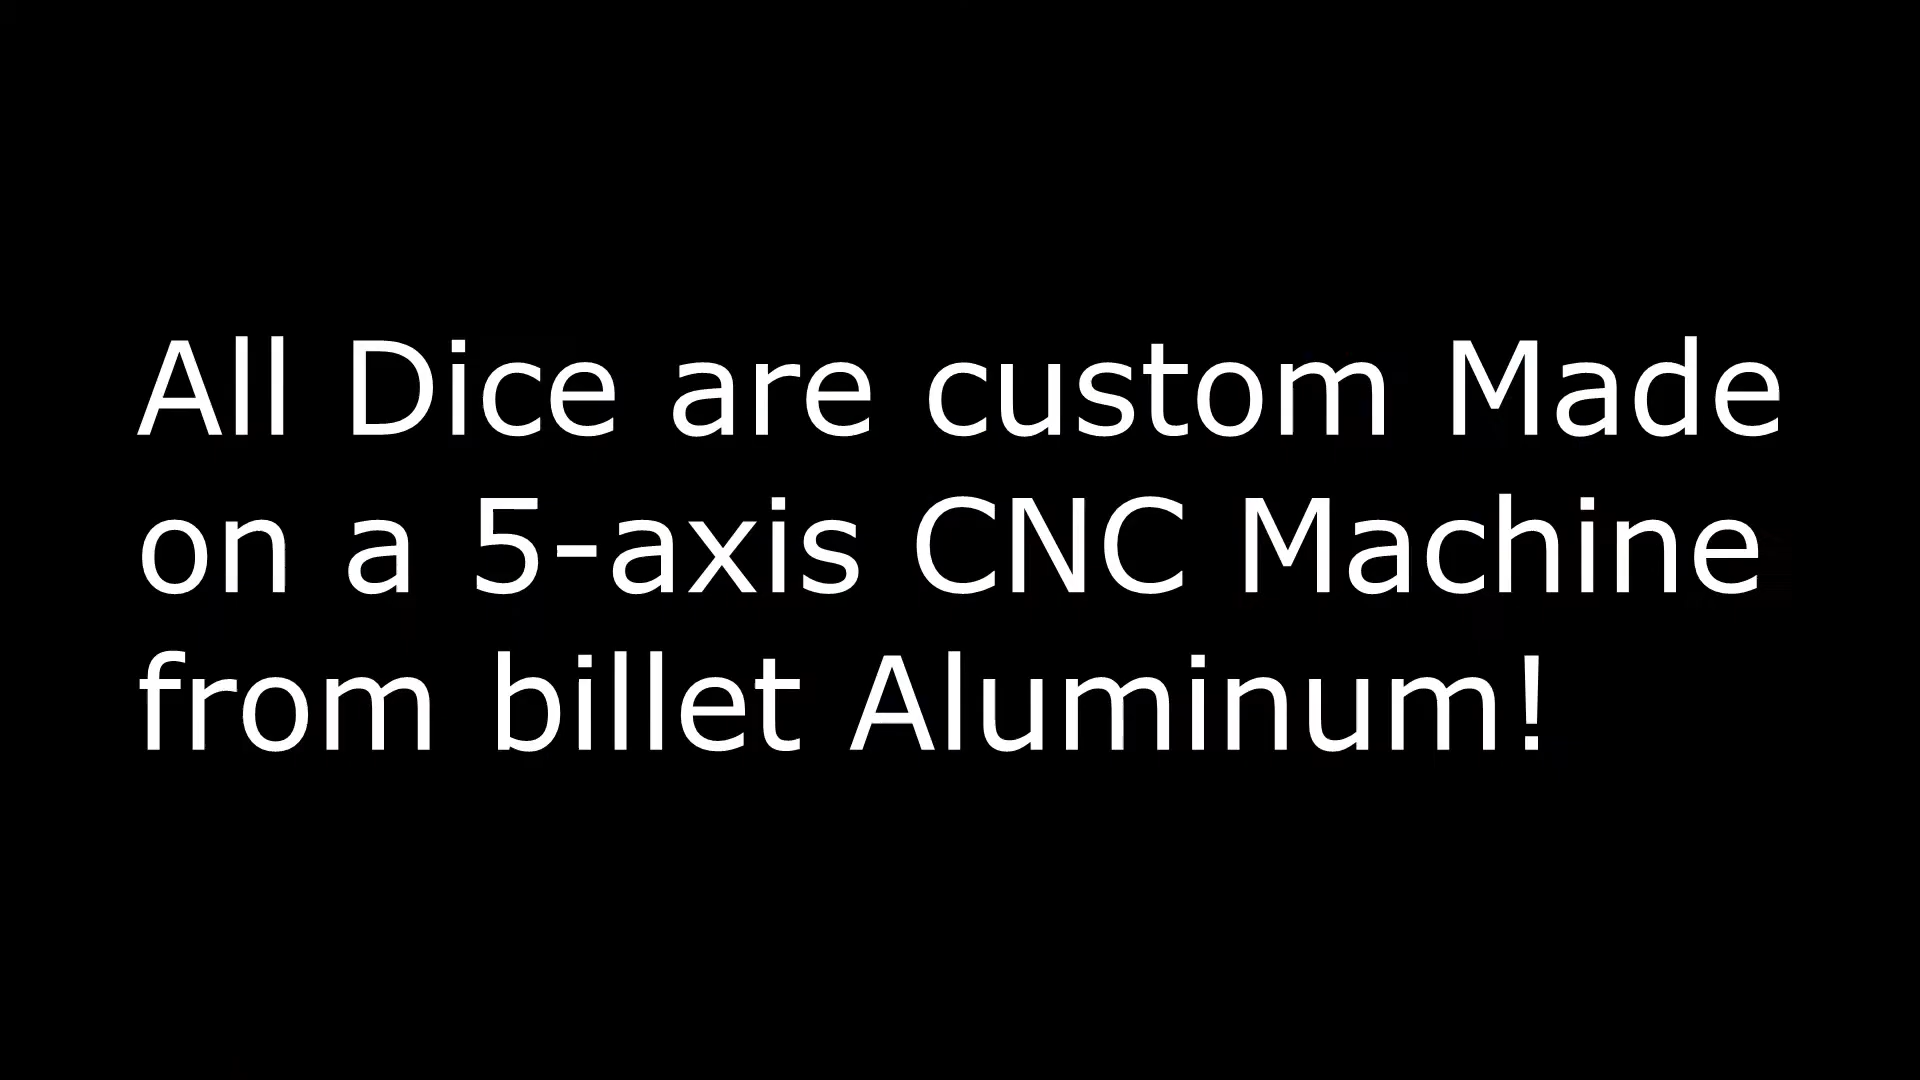 All Dice are custom Made
on a 5-axis CNC Machine
from billet Aluminum!